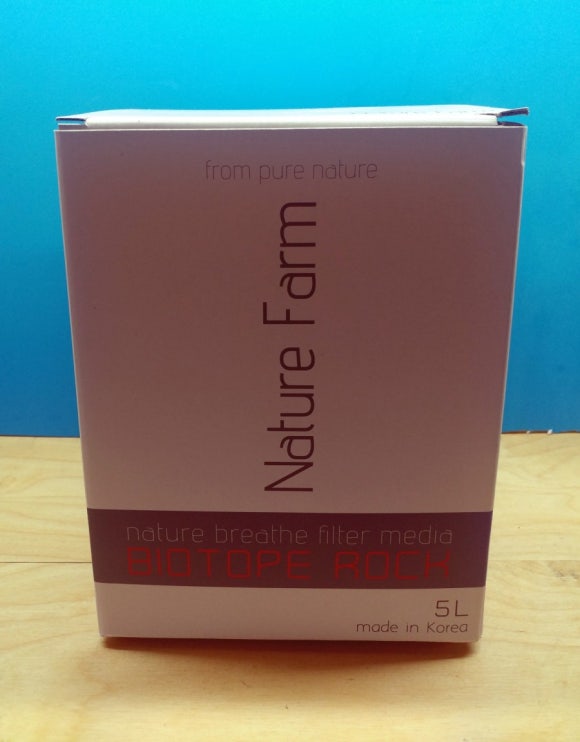 from pure nature
Nature Farm
nature breathe filter media
BIOTOPE ROCK
5L
made in Korea